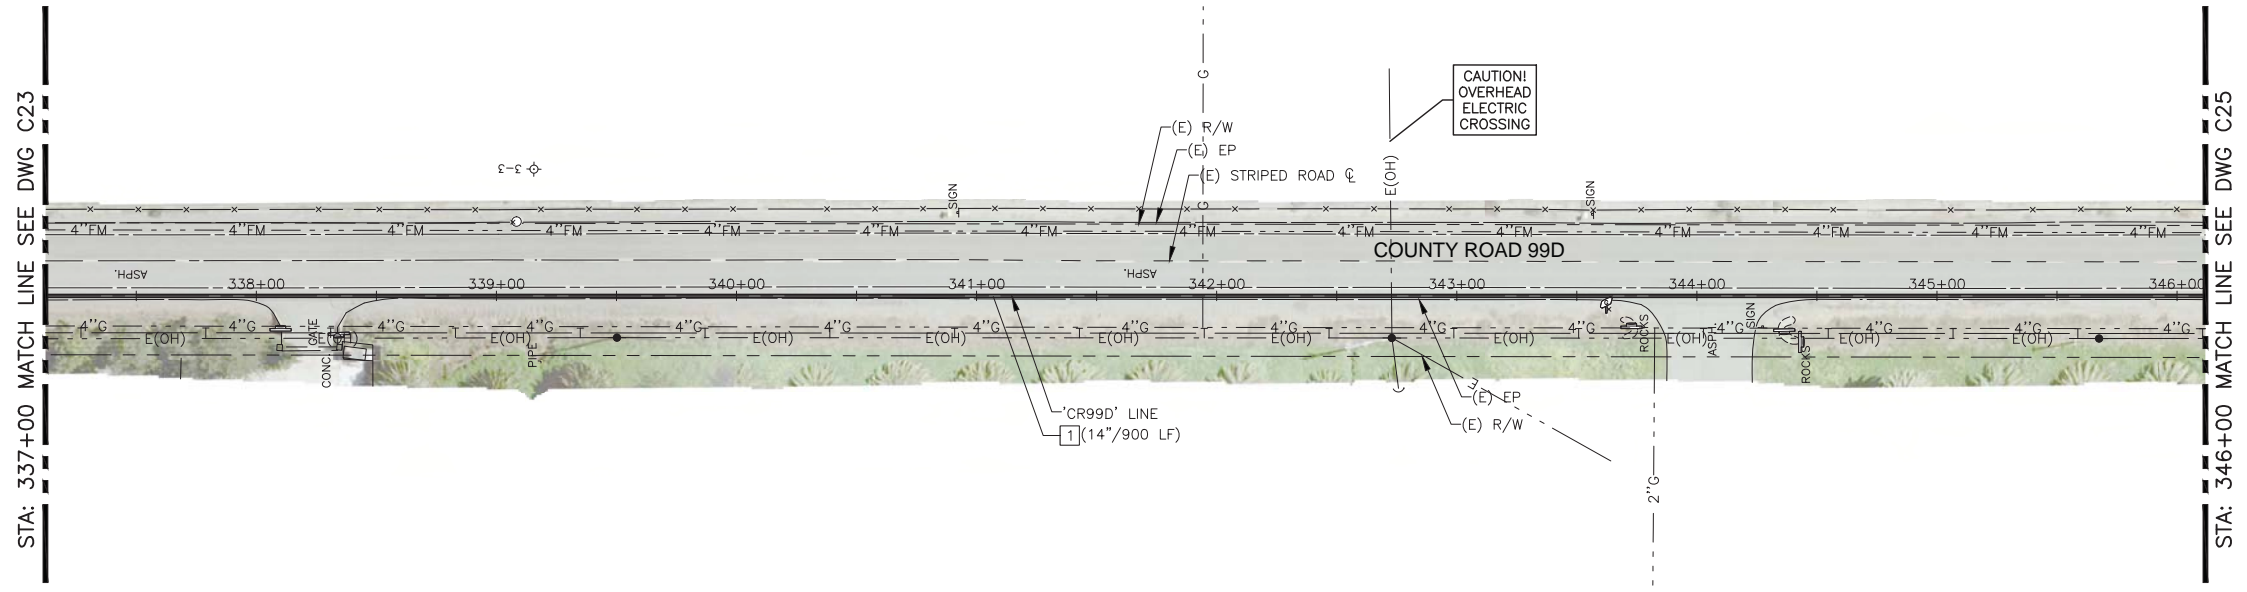 STA: 337+00 MATCH LINE SEE DWG C23
STA: 346+00 MATCH LINE SEE DWG C25
G
CAUTION!
OVERHEAD
ELECTRIC
CROSSING
(E) R/W
(E) EP
(E) STRIPED ROAD ℄
E(OH)
3-3
SIGN
SIGN
G
4"FM 4"FM 4"FM 4"FM 4"FM 4"FM 4"FM 4"FM 4"FM 4"FM 4"FM 4"FM 4"FM 4"FM
COUNTY ROAD 99D
ASPH. ASPH.
338+00 339+00 340+00 341+00 342+00 343+00 344+00 345+00 346+00
4"G 4"G 4"G 4"G 4"G 4"G 4"G 4"G 4"G 4"G 4"G 4"G 4"G 4"G 4"G
E(OH) E(OH) E(OH) E(OH) E(OH) E(OH) E(OH) E(OH) E(OH) E(OH) E(OH) E(OH) E(OH)
GATE
CONC.
PIPE
ROCKS
ASPH.
SIGN
ROCKS
E
'CR99D' LINE
1 (14"/900 LF)
(E) EP
(E) R/W
2"G